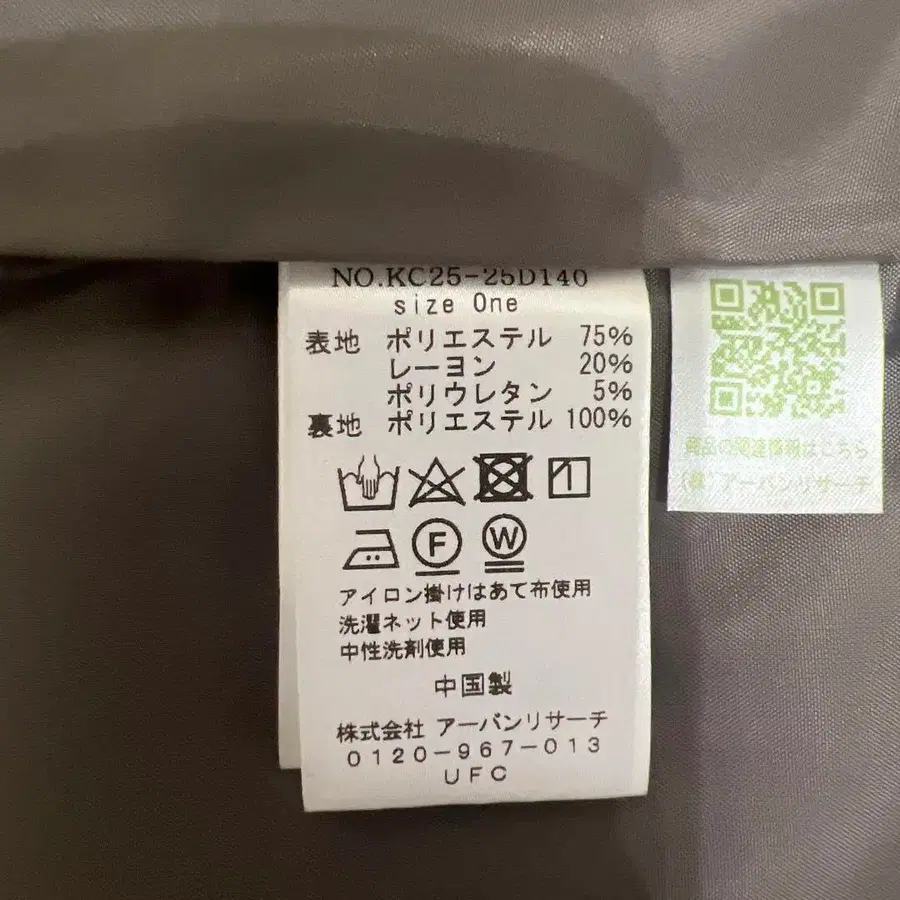 NO.KC25-25D140
size One
表地 ポリエステル 75%
レーヨン 20%
ポリウレタン 5%
裏地 ポリエステル 100%
F W
アイロン掛けはあて布使用
洗濯ネット使用
中性洗剤使用
中国製
株式会社 アーバンリサーチ
0120-967-013
UFC
商品の関連情報はこちら
(株)アーバンリサーチ